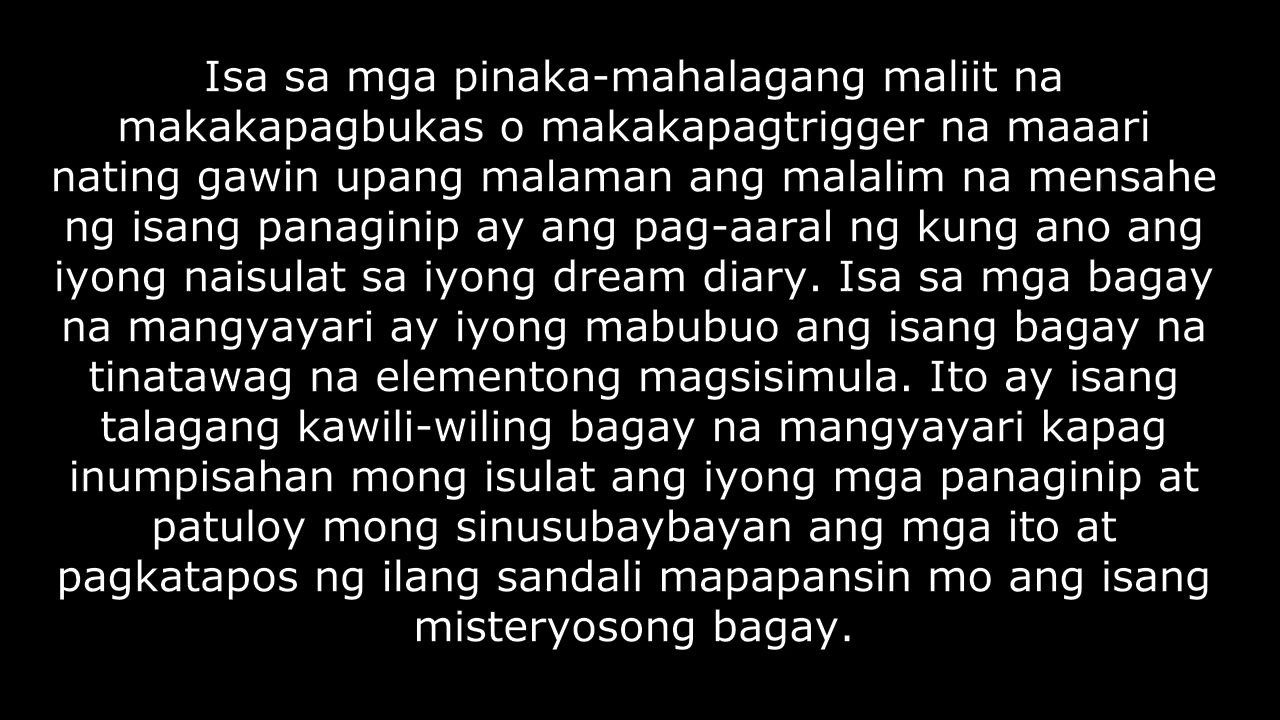 Isa sa mga pinaka-mahalagang maliit na
makakapagbukas o makakapagtrigger na maaari
nating gawin upang malaman ang malalim na mensahe
ng isang panaginip ay ang pag-aaral ng kung ano ang
iyong naisulat sa iyong dream diary. Isa sa mga bagay
na mangyayari ay iyong mabubuo ang isang bagay na
tinatawag na elementong magsisimula. Ito ay isang
talagang kawili-wiling bagay na mangyayari kapag
inumpisahan mong isulat ang iyong mga panaginip at
patuloy mong sinusubaybayan ang mga ito at
pagkatapos ng ilang sandali mapapansin mo ang isang
misteryosong bagay.